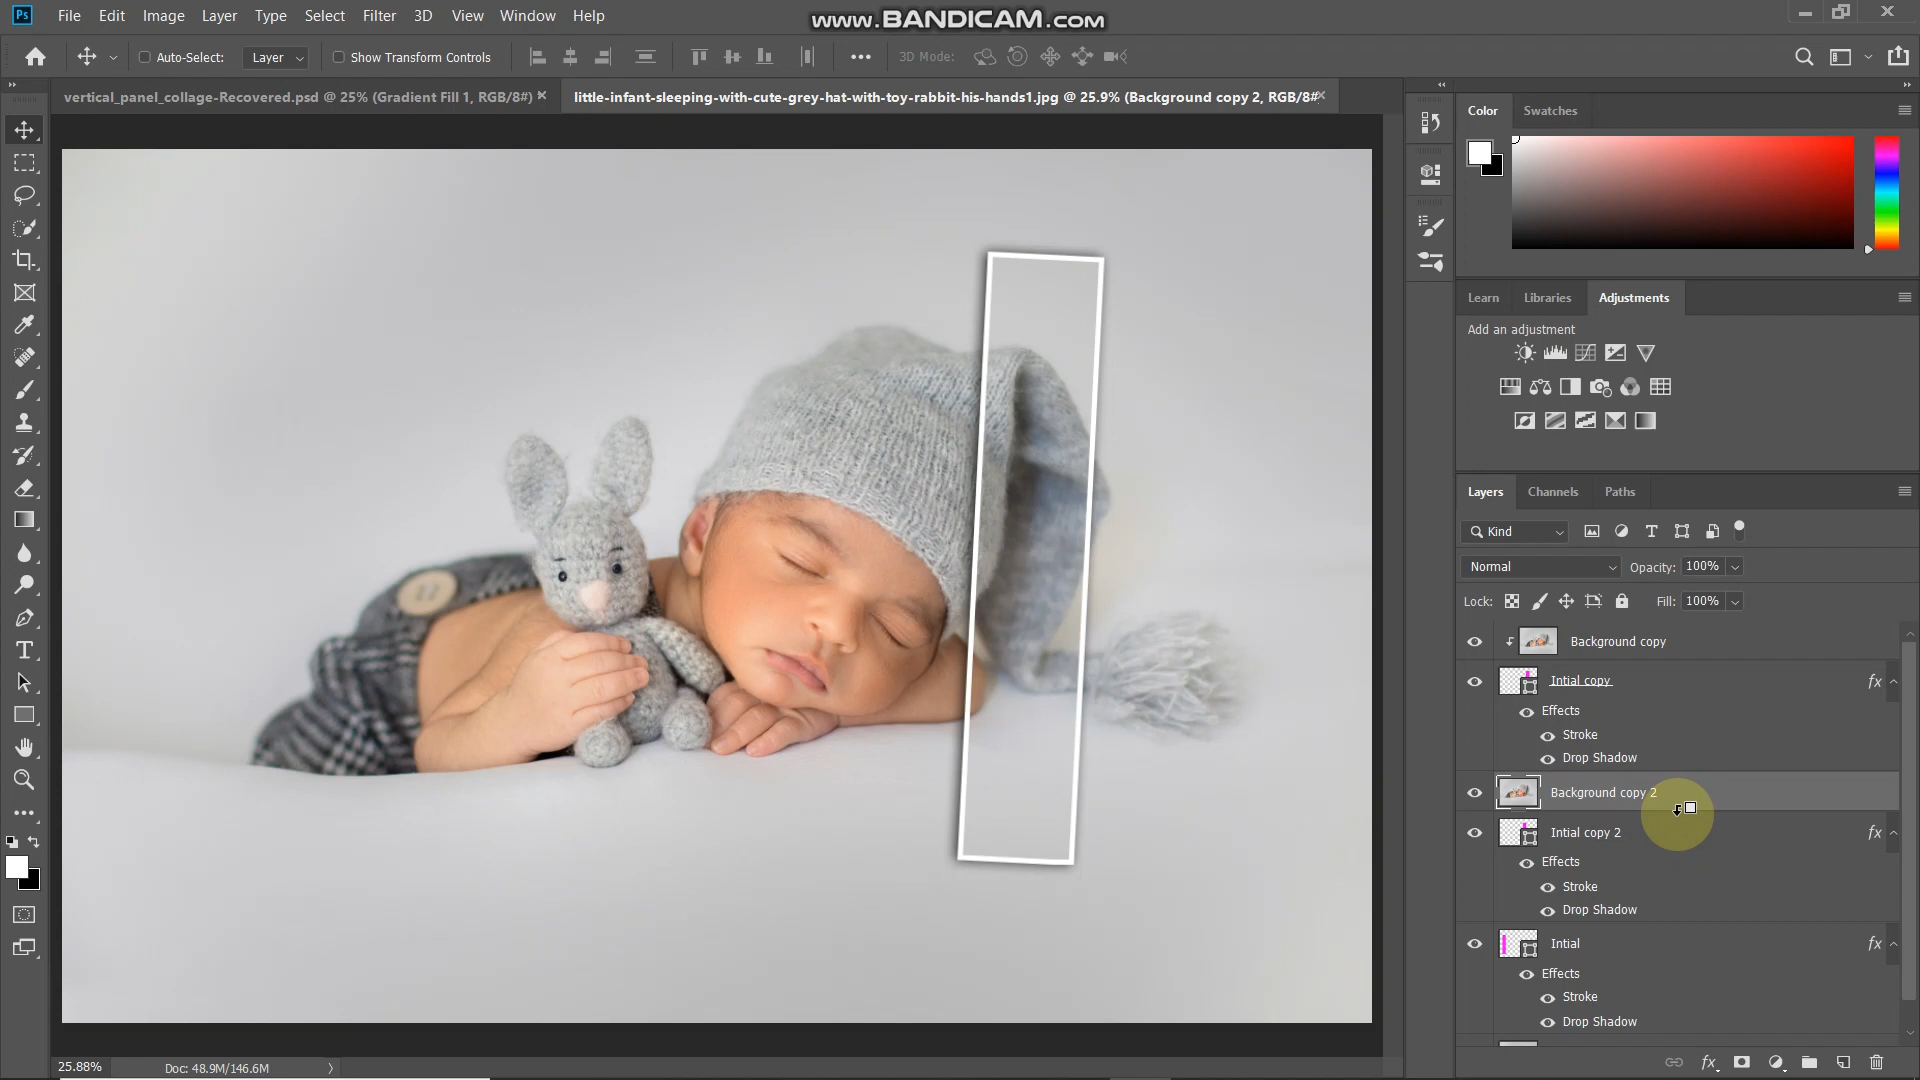 Ps File Edit Image Layer Type Select Filter 3D View Window Help
www.BANDICAM.com
Auto-Select: Layer Show Transform Controls 3D Mode:
vertical_panel_collage-Recovered.psd @ 25% (Gradient Fill 1, RGB/8#)
little-infant-sleeping-with-cute-grey-hat-with-toy-rabbit-his-hands1.jpg @ 25.9% (Background copy 2, RGB/8#
Color Swatches
Learn Libraries Adjustments
Add an adjustment
Layers Channels Paths
Kind
Normal Opacity: 100%
Lock: Fill: 100%
Background copy
Intial copy fx
Effects
Stroke
Drop Shadow
Background copy 2
Intial copy 2 fx
Effects
Stroke
Drop Shadow
Intial fx
Effects
Stroke
Drop Shadow
25.88% Doc: 48.9M/146.6M
fx